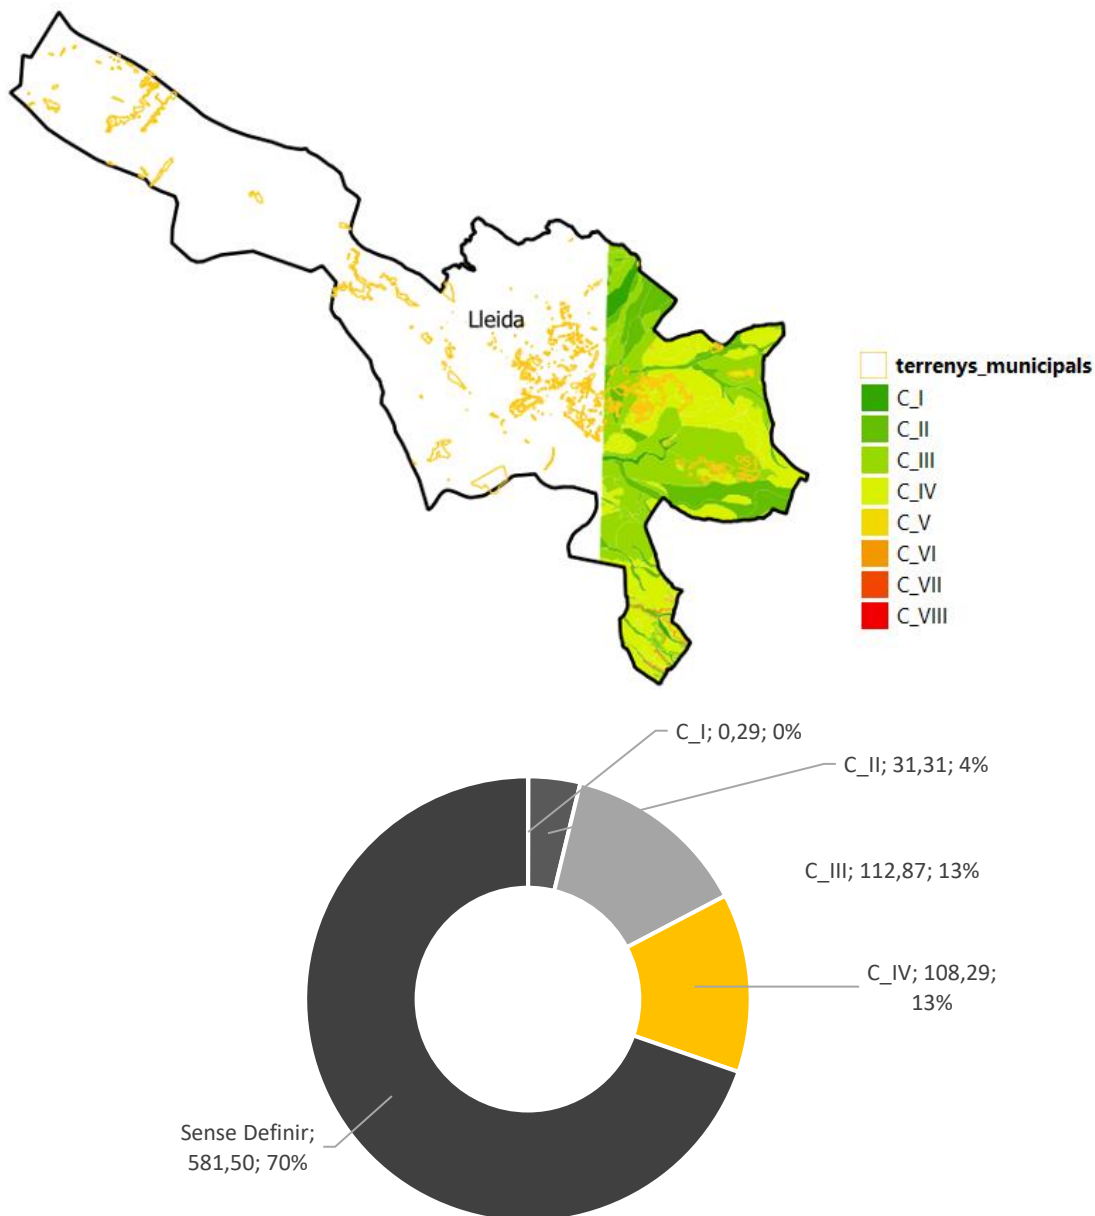 Lleida
terrenys_municipals
C_I
C_II
C_III
C_IV
C_V
C_VI
C_VII
C_VIII
C_I; 0,29; 0%
C_II; 31,31; 4%
C_III; 112,87; 13%
C_IV; 108,29;
13%
Sense Definir;
581,50; 70%